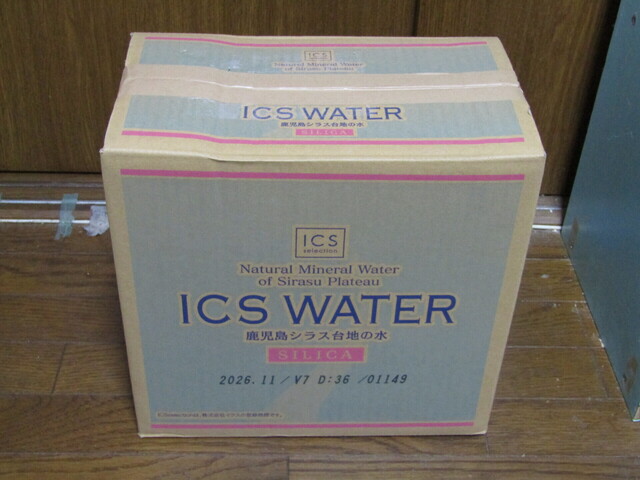 ICS
Natural Mineral Water
of Sirasu Plateau
ICS WATER
鹿児島シラス台地の水
SILICA
ICS
selection
Natural Mineral Water
of Sirasu Plateau
ICS WATER
鹿児島シラス台地の水
SILICA
2026.11/V7 D:36 /01149